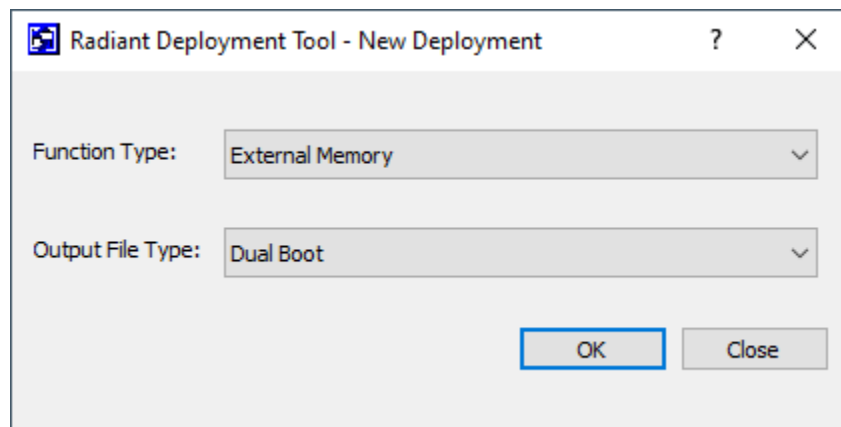 Radiant Deployment Tool - New Deployment ?
Function Type: External Memory
Output File Type: Dual Boot
OK Close